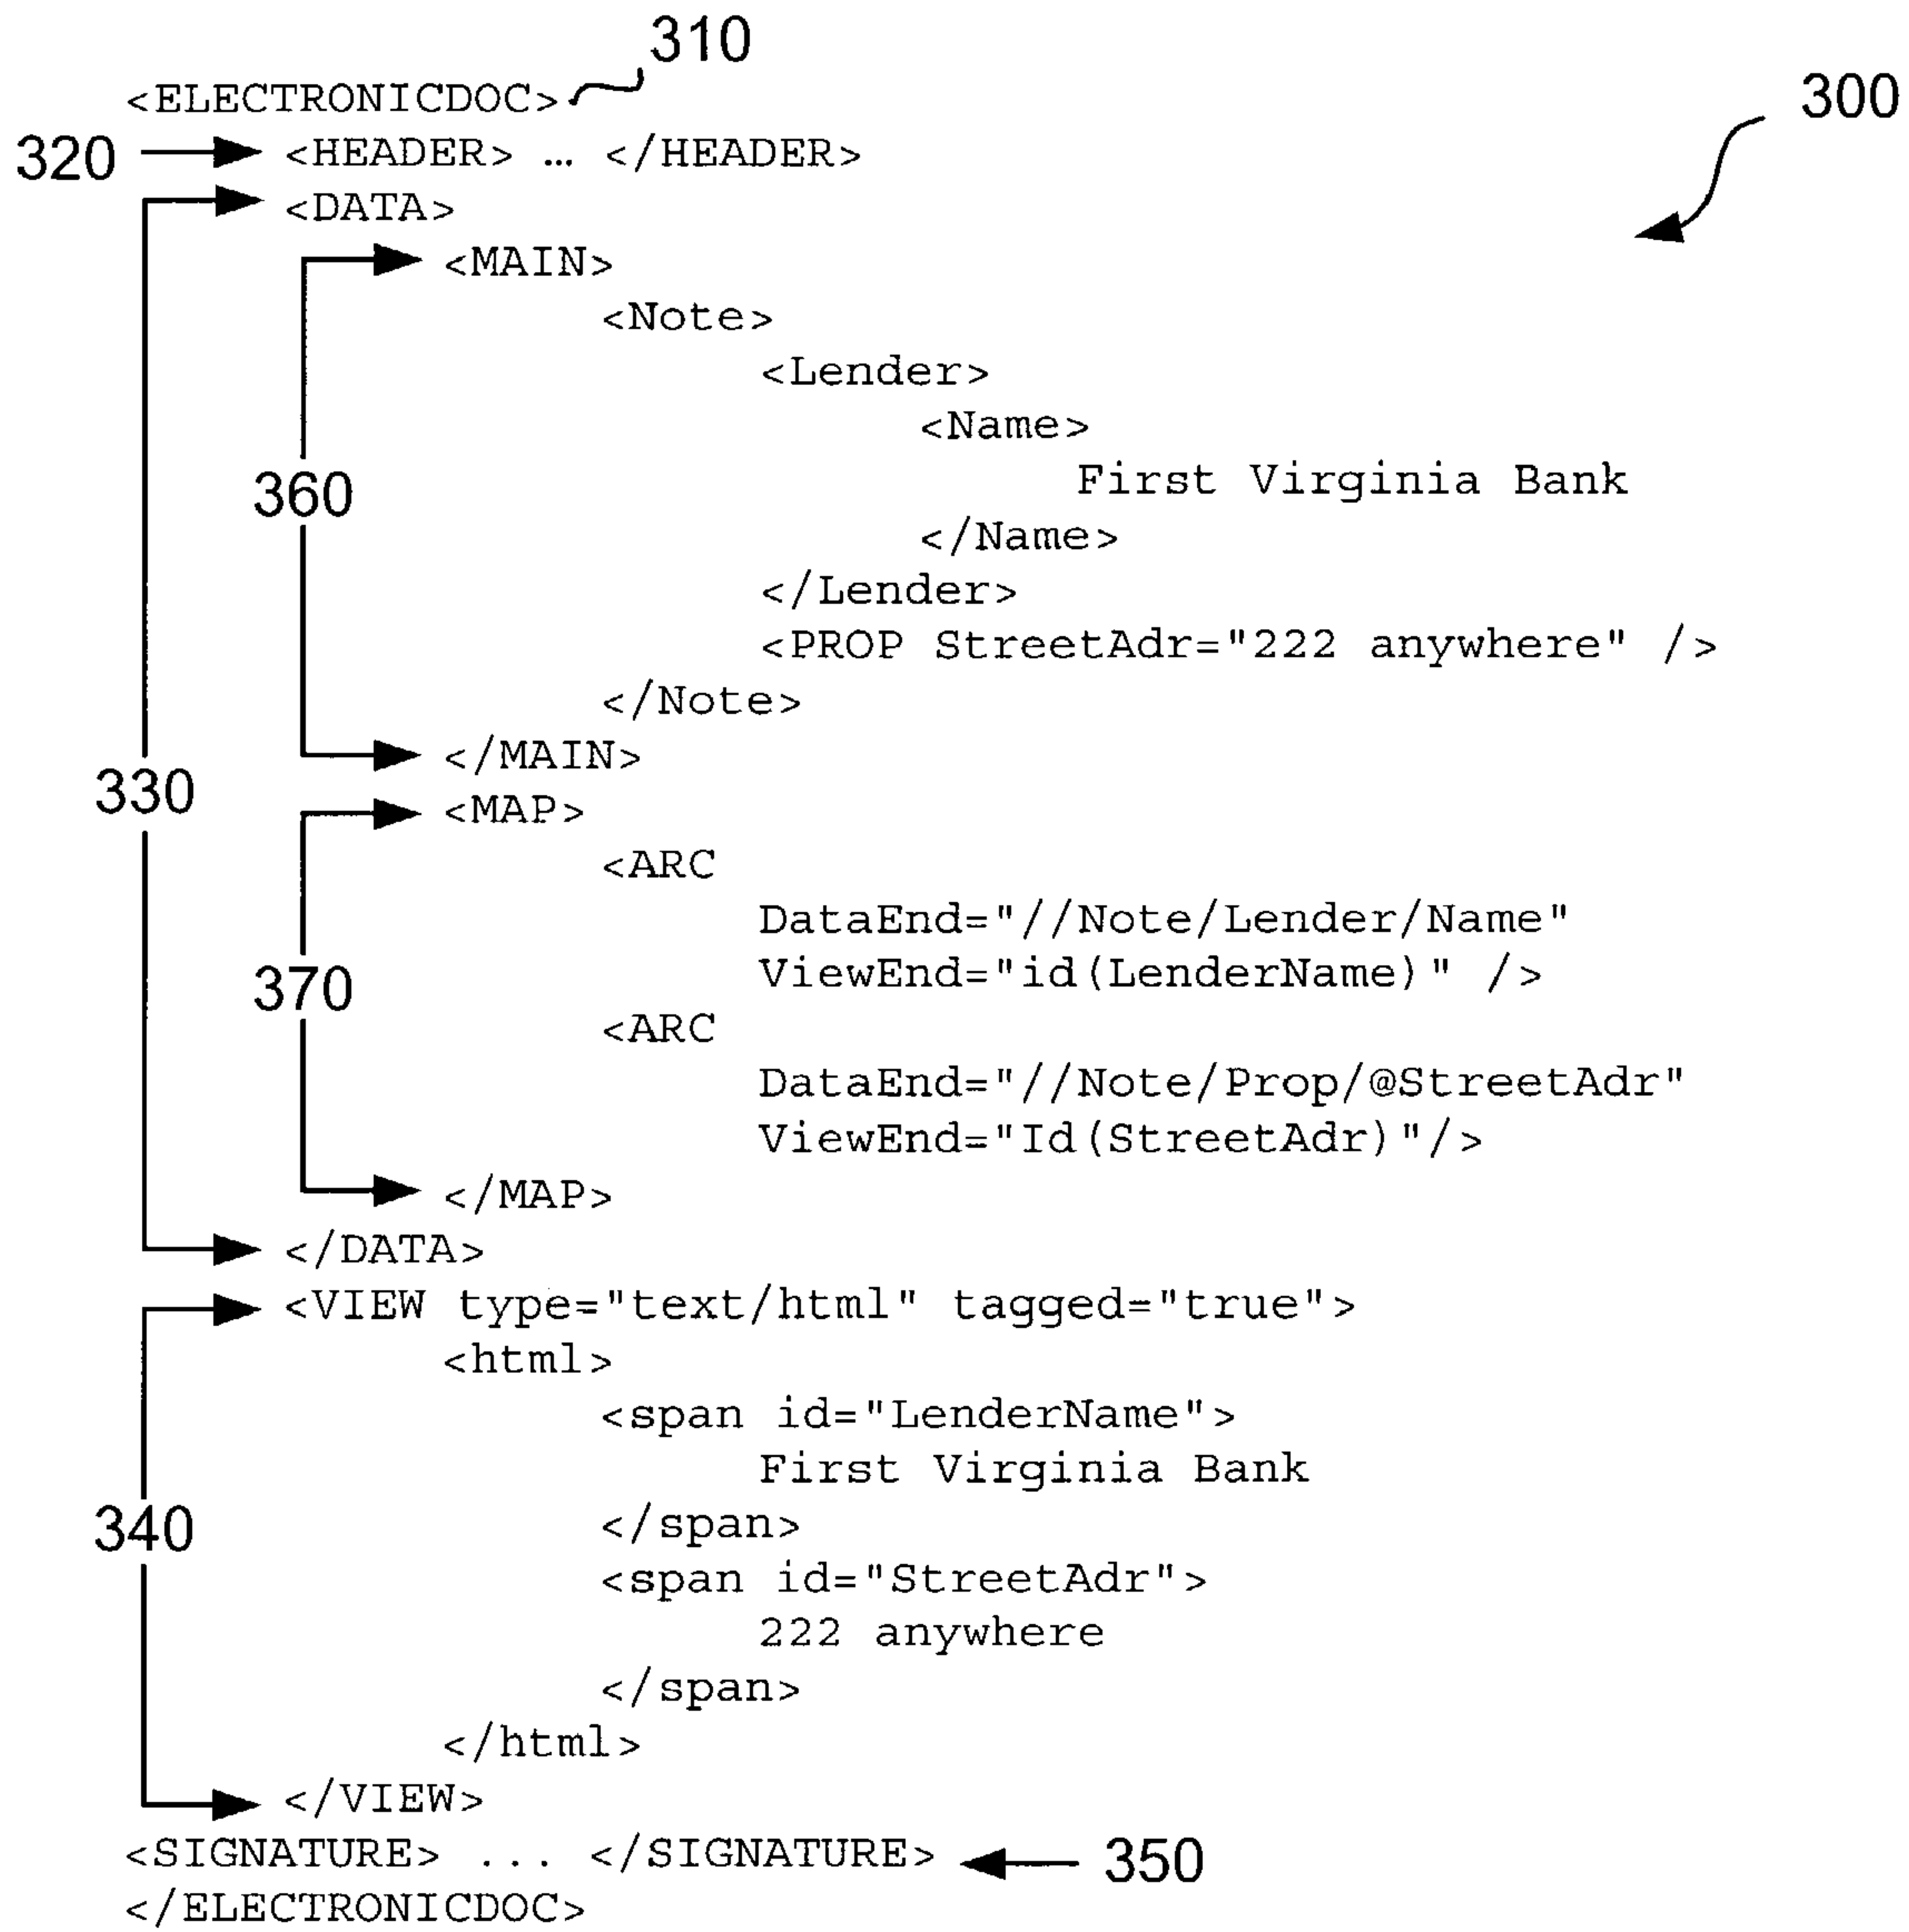 310
<ELECTRONICDOC>
300
320 <HEADER> … </HEADER>
<DATA>
<MAIN>
<Note>
<Lender>
<Name>
360 First Virginia Bank
</Name>
</Lender>
<PROP StreetAdr="222 anywhere" />
</Note>
</MAIN>
330
<MAP>
<ARC
DataEnd="//Note/Lender/Name"
370 ViewEnd="id(LenderName)" />
<ARC
DataEnd="//Note/Prop/@StreetAdr"
ViewEnd="Id(StreetAdr)"/>
</MAP>
</DATA>
<VIEW type="text/html" tagged="true">
<html>
<span id="LenderName">
First Virginia Bank
340 </span>
<span id="StreetAdr">
222 anywhere
</span>
</html>
</VIEW>
<SIGNATURE> ... </SIGNATURE> 350
</ELECTRONICDOC>